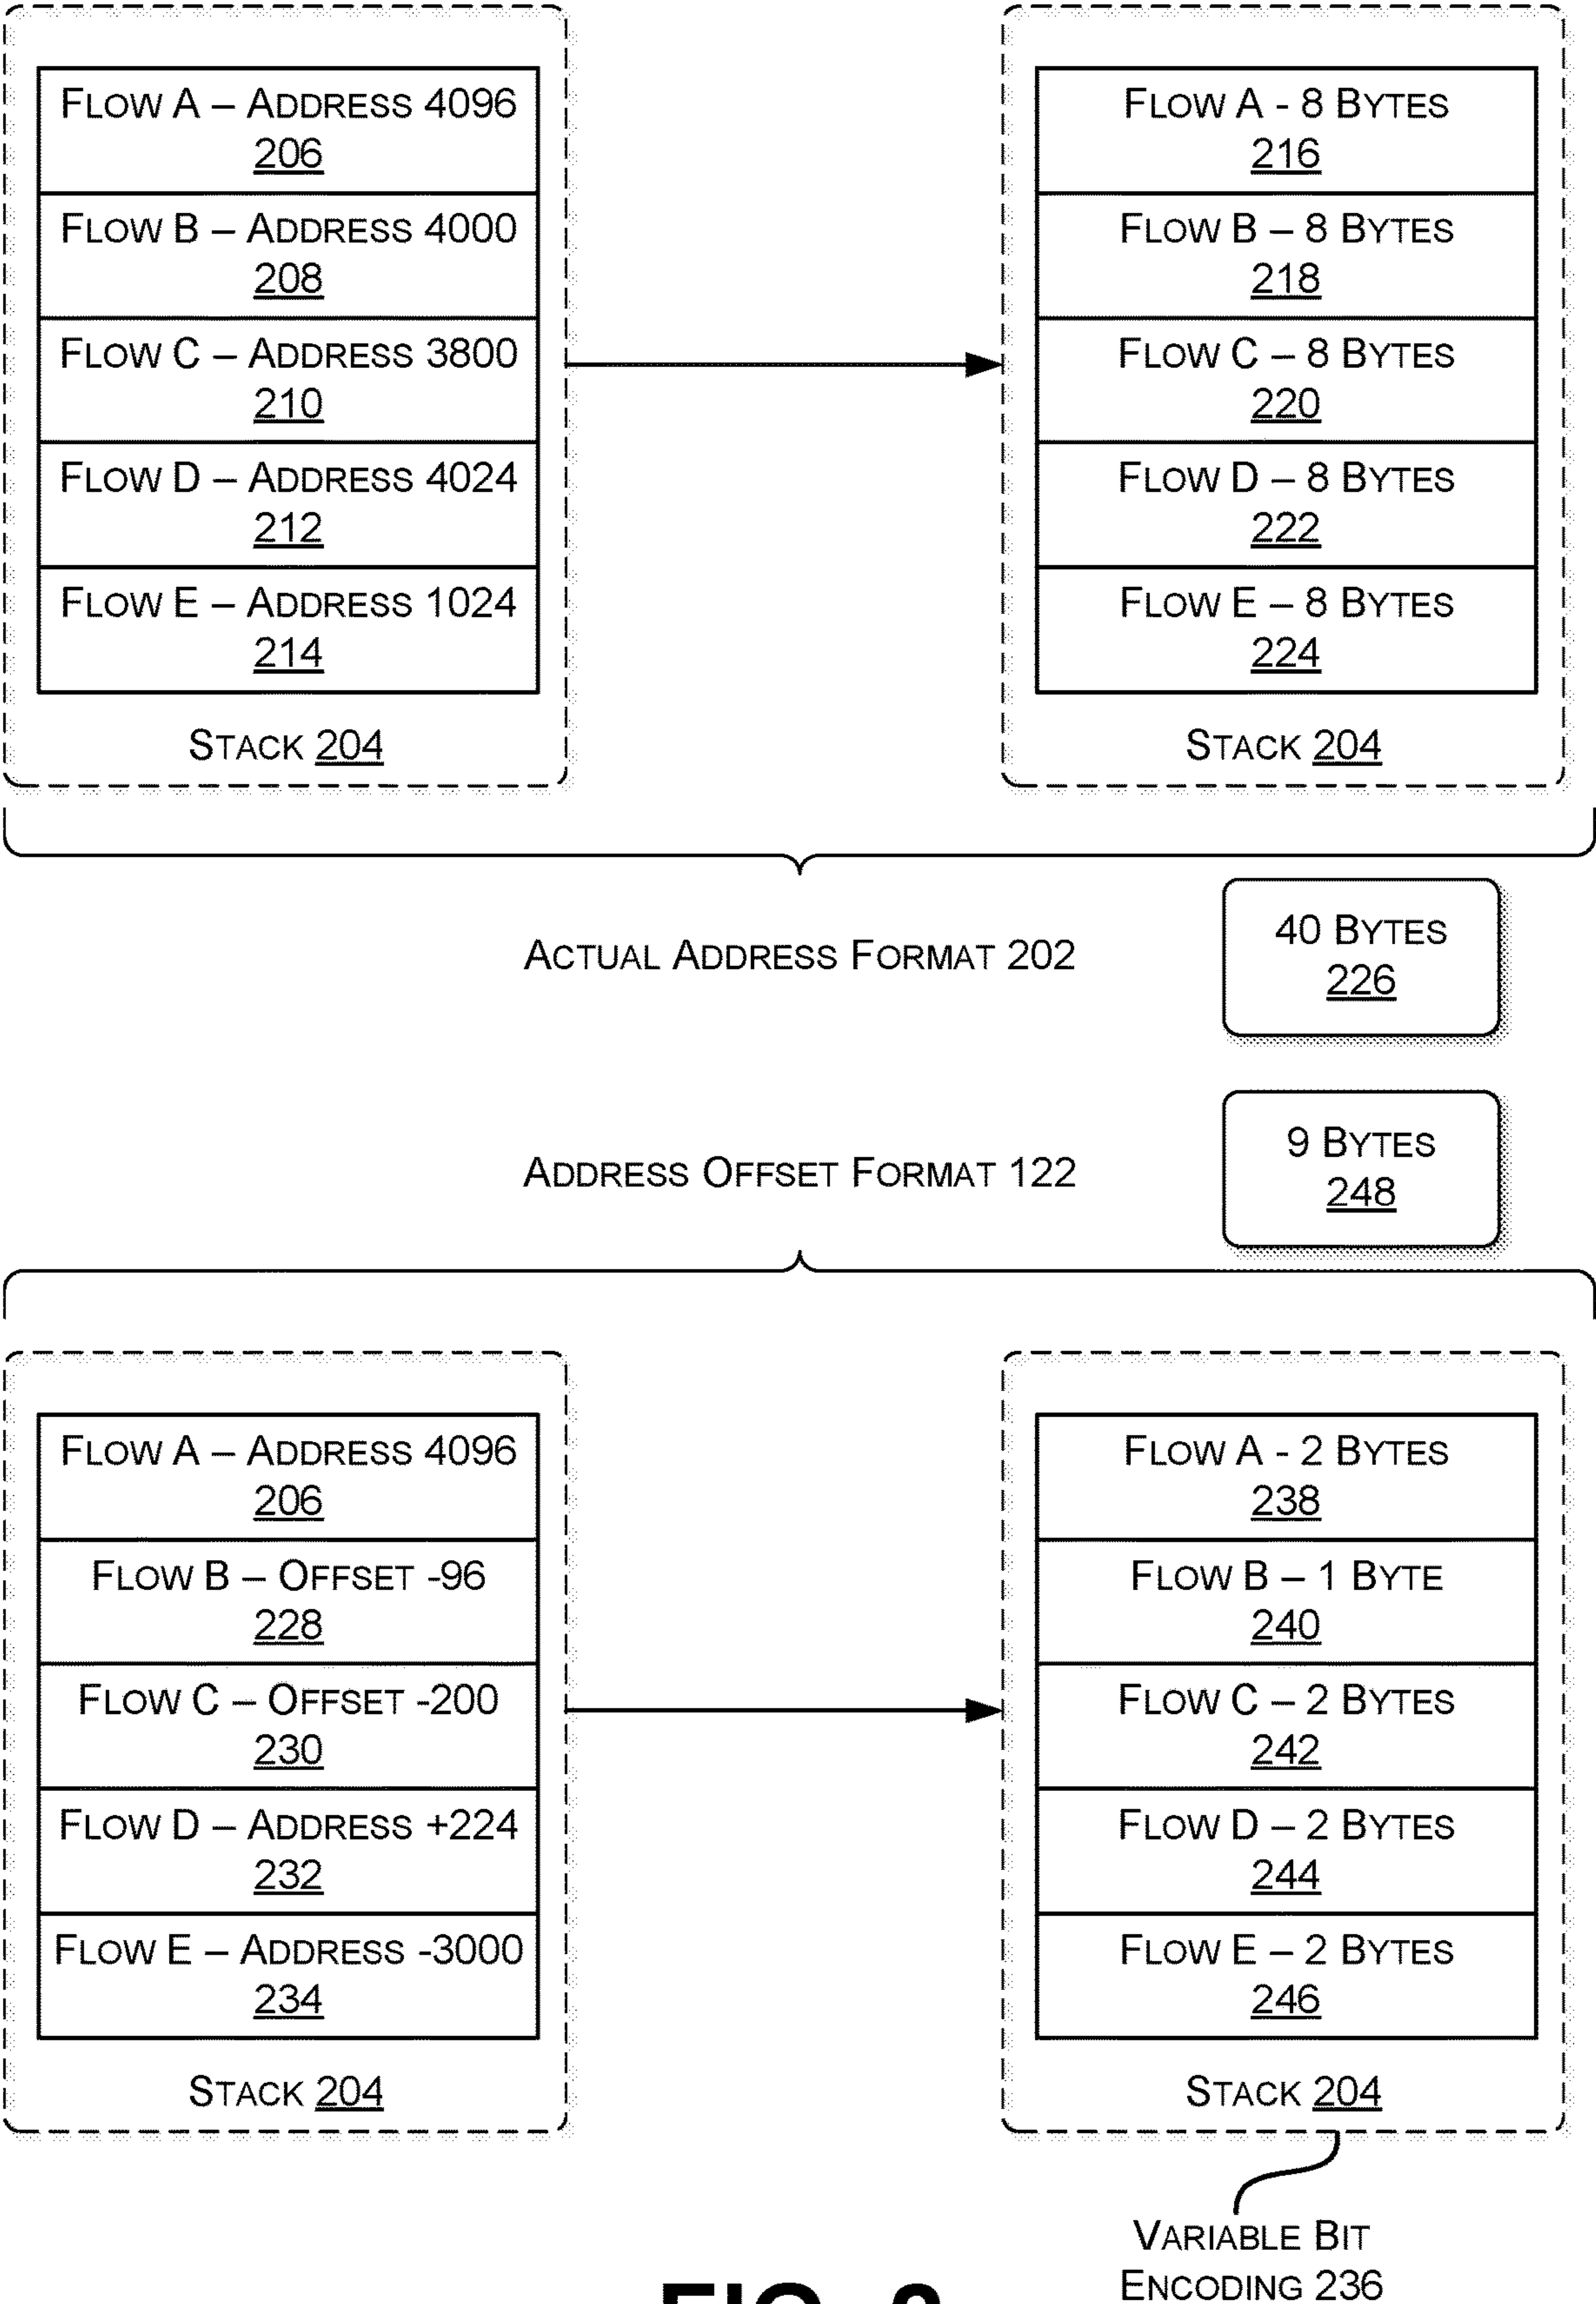 FLOW A – ADDRESS 4096
206
FLOW B – ADDRESS 4000
208
FLOW C – ADDRESS 3800
210
FLOW D – ADDRESS 4024
212
FLOW E – ADDRESS 1024
214
STACK 204
FLOW A - 8 BYTES
216
FLOW B – 8 BYTES
218
FLOW C – 8 BYTES
220
FLOW D – 8 BYTES
222
FLOW E – 8 BYTES
224
STACK 204
ACTUAL ADDRESS FORMAT 202
40 BYTES
226
ADDRESS OFFSET FORMAT 122
9 BYTES
248
FLOW A – ADDRESS 4096
206
FLOW B – OFFSET -96
228
FLOW C – OFFSET -200
230
FLOW D – ADDRESS +224
232
FLOW E – ADDRESS -3000
234
STACK 204
FLOW A - 2 BYTES
238
FLOW B – 1 BYTE
240
FLOW C – 2 BYTES
242
FLOW D – 2 BYTES
244
FLOW E – 2 BYTES
246
STACK 204
VARIABLE BIT
ENCODING 236